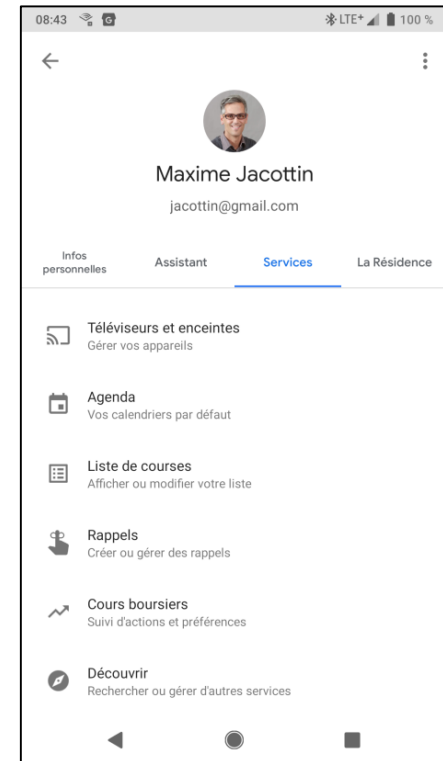 08:43 G LTE+ 100 %
Maxime Jacottin
jacottin@gmail.com
Infos
personnelles
Assistant
Services
La Résidence
Téléviseurs et enceintes
Gérer vos appareils
Agenda
Vos calendriers par défaut
Liste de courses
Afficher ou modifier votre liste
Rappels
Créer ou gérer des rappels
Cours boursiers
Suivi d'actions et préférences
Découvrir
Rechercher ou gérer d'autres services